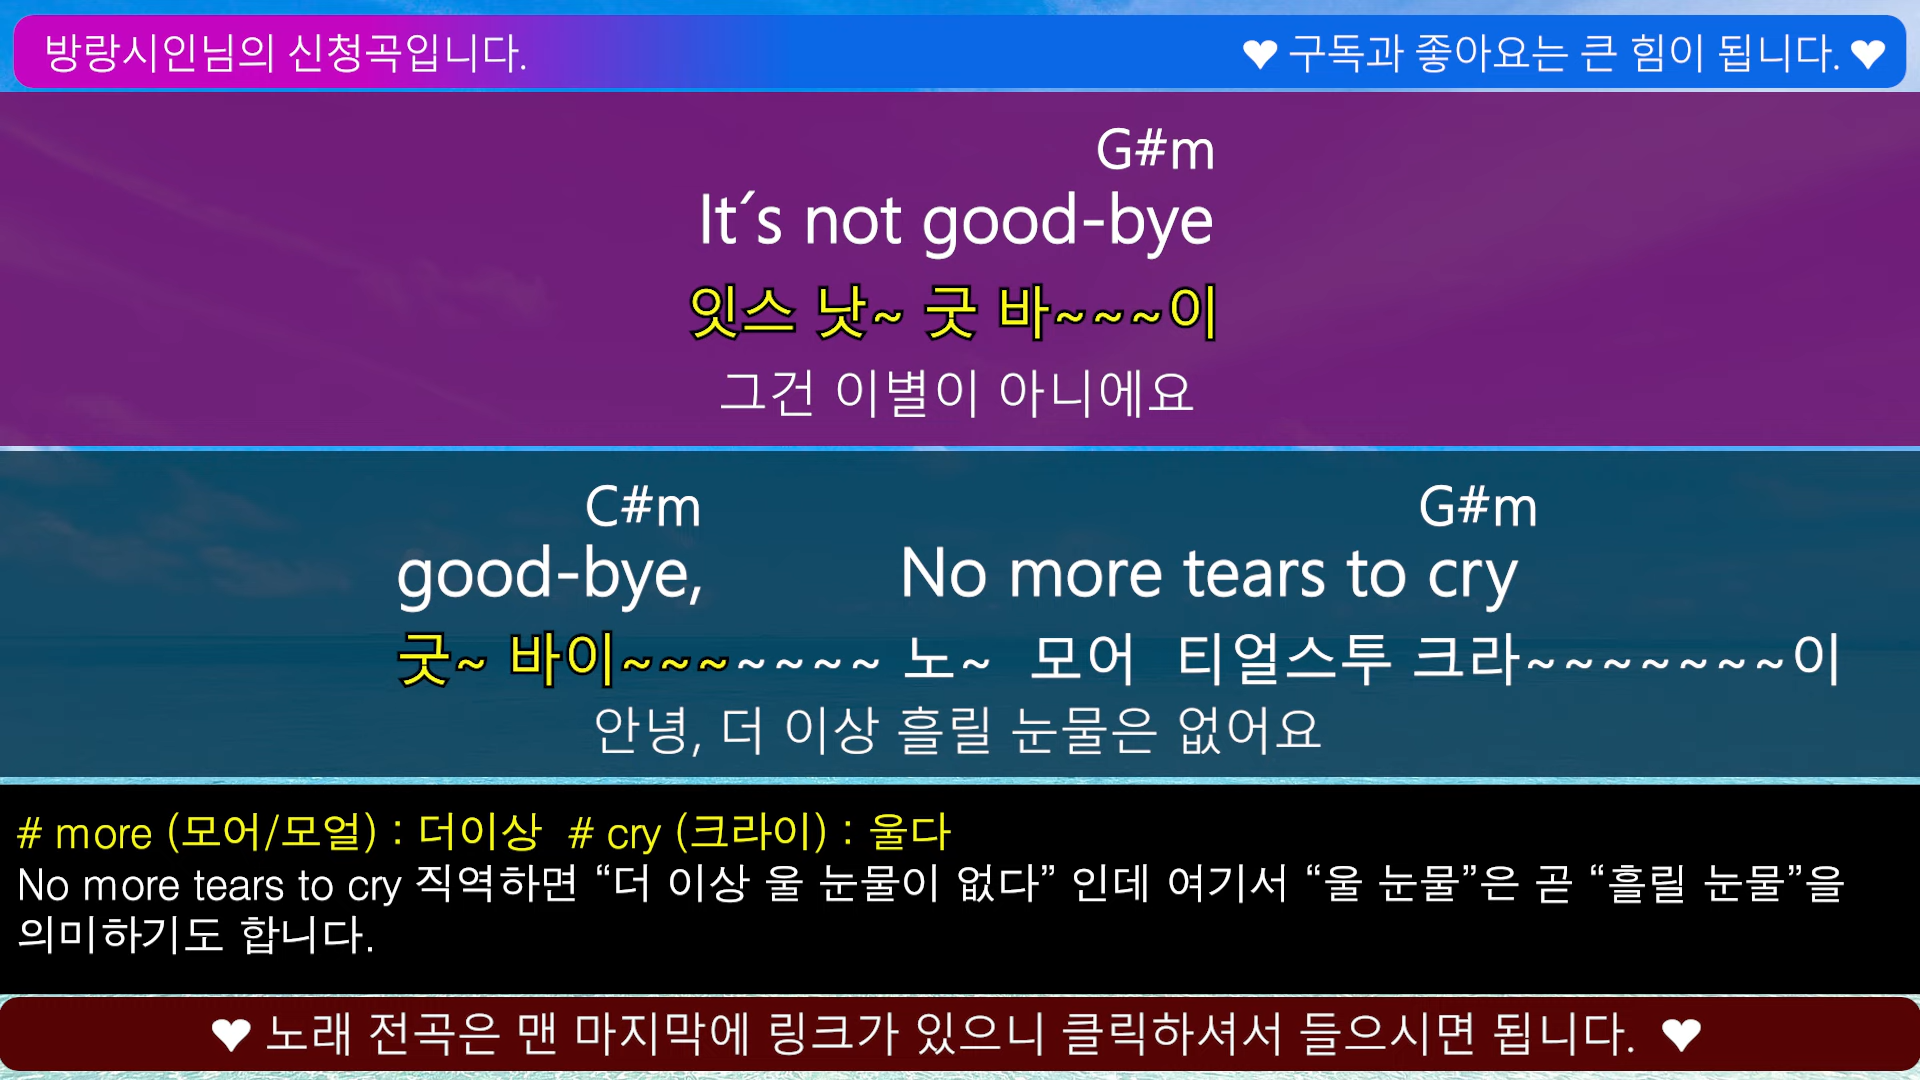 방랑시인님의 신청곡입니다.
♥ 구독과 좋아요는 큰 힘이 됩니다. ♥
G#m
It´s not good-bye
잇스 낫~ 굿 바~~~이
그건 이별이 아니에요
C#m G#m
good-bye, No more tears to cry
굿~ 바이~~~~~~~ 노~ 모어 티얼스투 크라~~~~~~~이
안녕, 더 이상 흘릴 눈물은 없어요
# more (모어/모얼) : 더이상 # cry (크라이) : 울다
No more tears to cry 직역하면 “더 이상 울 눈물이 없다” 인데 여기서 “울 눈물”은 곧 “흘릴 눈물”을
의미하기도 합니다.
♥ 노래 전곡은 맨 마지막에 링크가 있으니 클릭하셔서 들으시면 됩니다. ♥